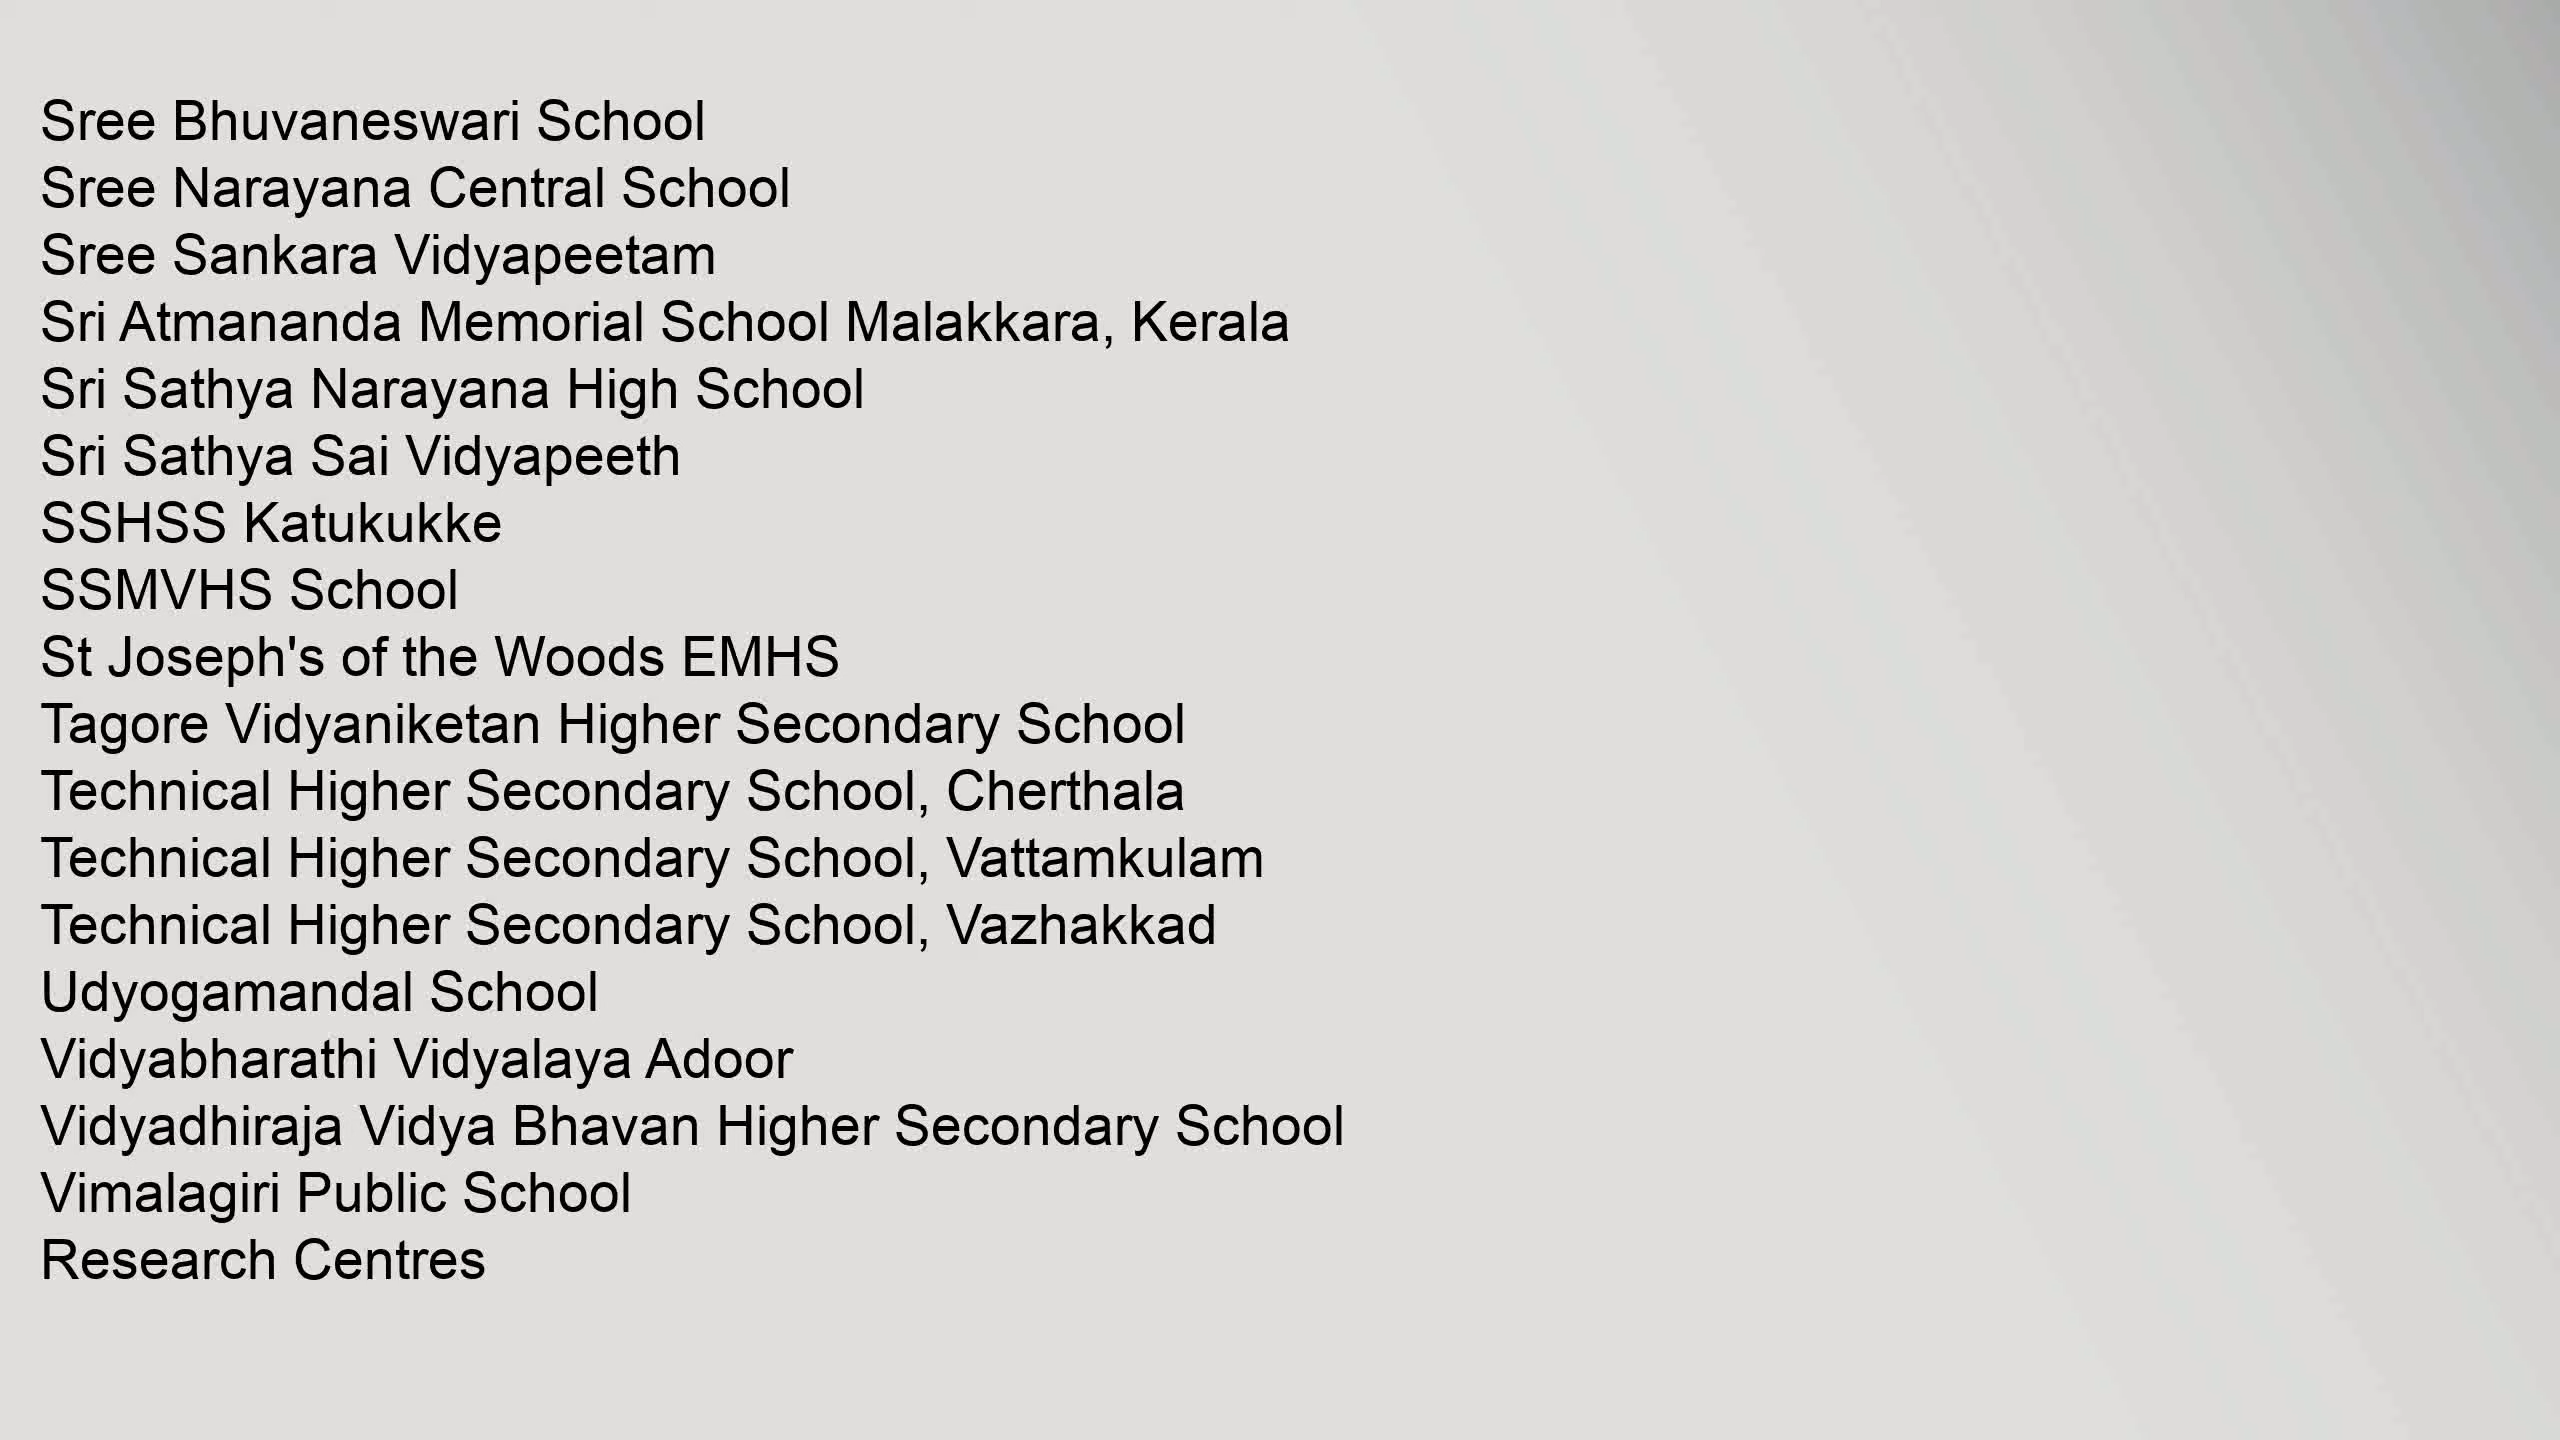 Sree Bhuvaneswari School
Sree Narayana Central School
Sree Sankara Vidyapeetam
Sri Atmananda Memorial School Malakkara, Kerala
Sri Sathya Narayana High School
Sri Sathya Sai Vidyapeeth
SSHSS Katukukke
SSMVHS School
St Joseph's of the Woods EMHS
Tagore Vidyaniketan Higher Secondary School
Technical Higher Secondary School, Cherthala
Technical Higher Secondary School, Vattamkulam
Technical Higher Secondary School, Vazhakkad
Udyogamandal School
Vidyabharathi Vidyalaya Adoor
Vidyadhiraja Vidya Bhavan Higher Secondary School
Vimalagiri Public School
Research Centres